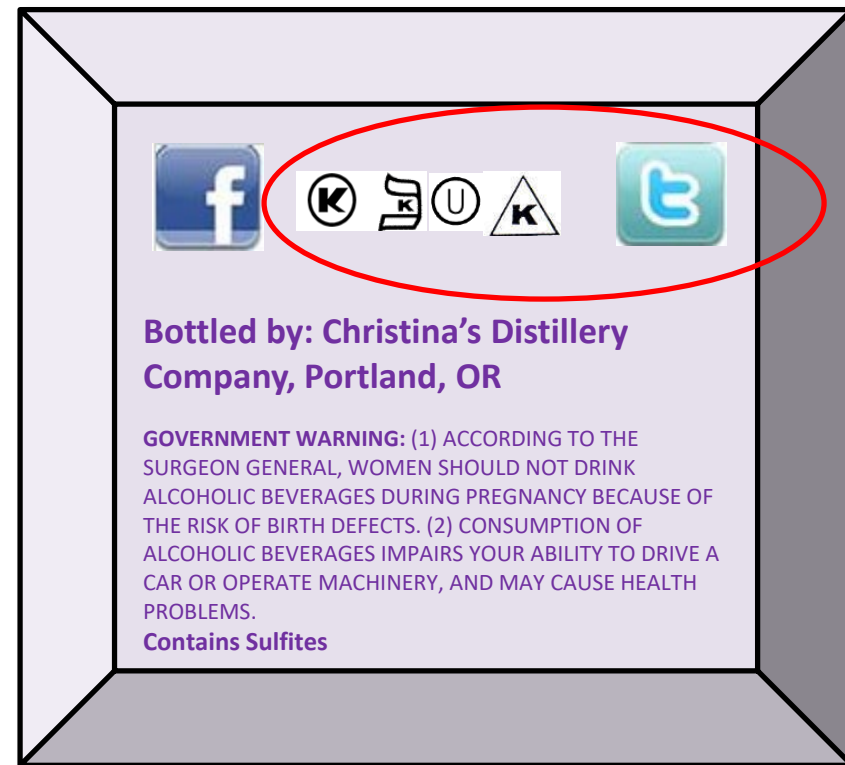 f K K U K t
Bottled by: Christina’s Distillery
Company, Portland, OR
GOVERNMENT WARNING: (1) ACCORDING TO THE
SURGEON GENERAL, WOMEN SHOULD NOT DRINK
ALCOHOLIC BEVERAGES DURING PREGNANCY BECAUSE OF
THE RISK OF BIRTH DEFECTS. (2) CONSUMPTION OF
ALCOHOLIC BEVERAGES IMPAIRS YOUR ABILITY TO DRIVE A
CAR OR OPERATE MACHINERY, AND MAY CAUSE HEALTH
PROBLEMS.
Contains Sulfites